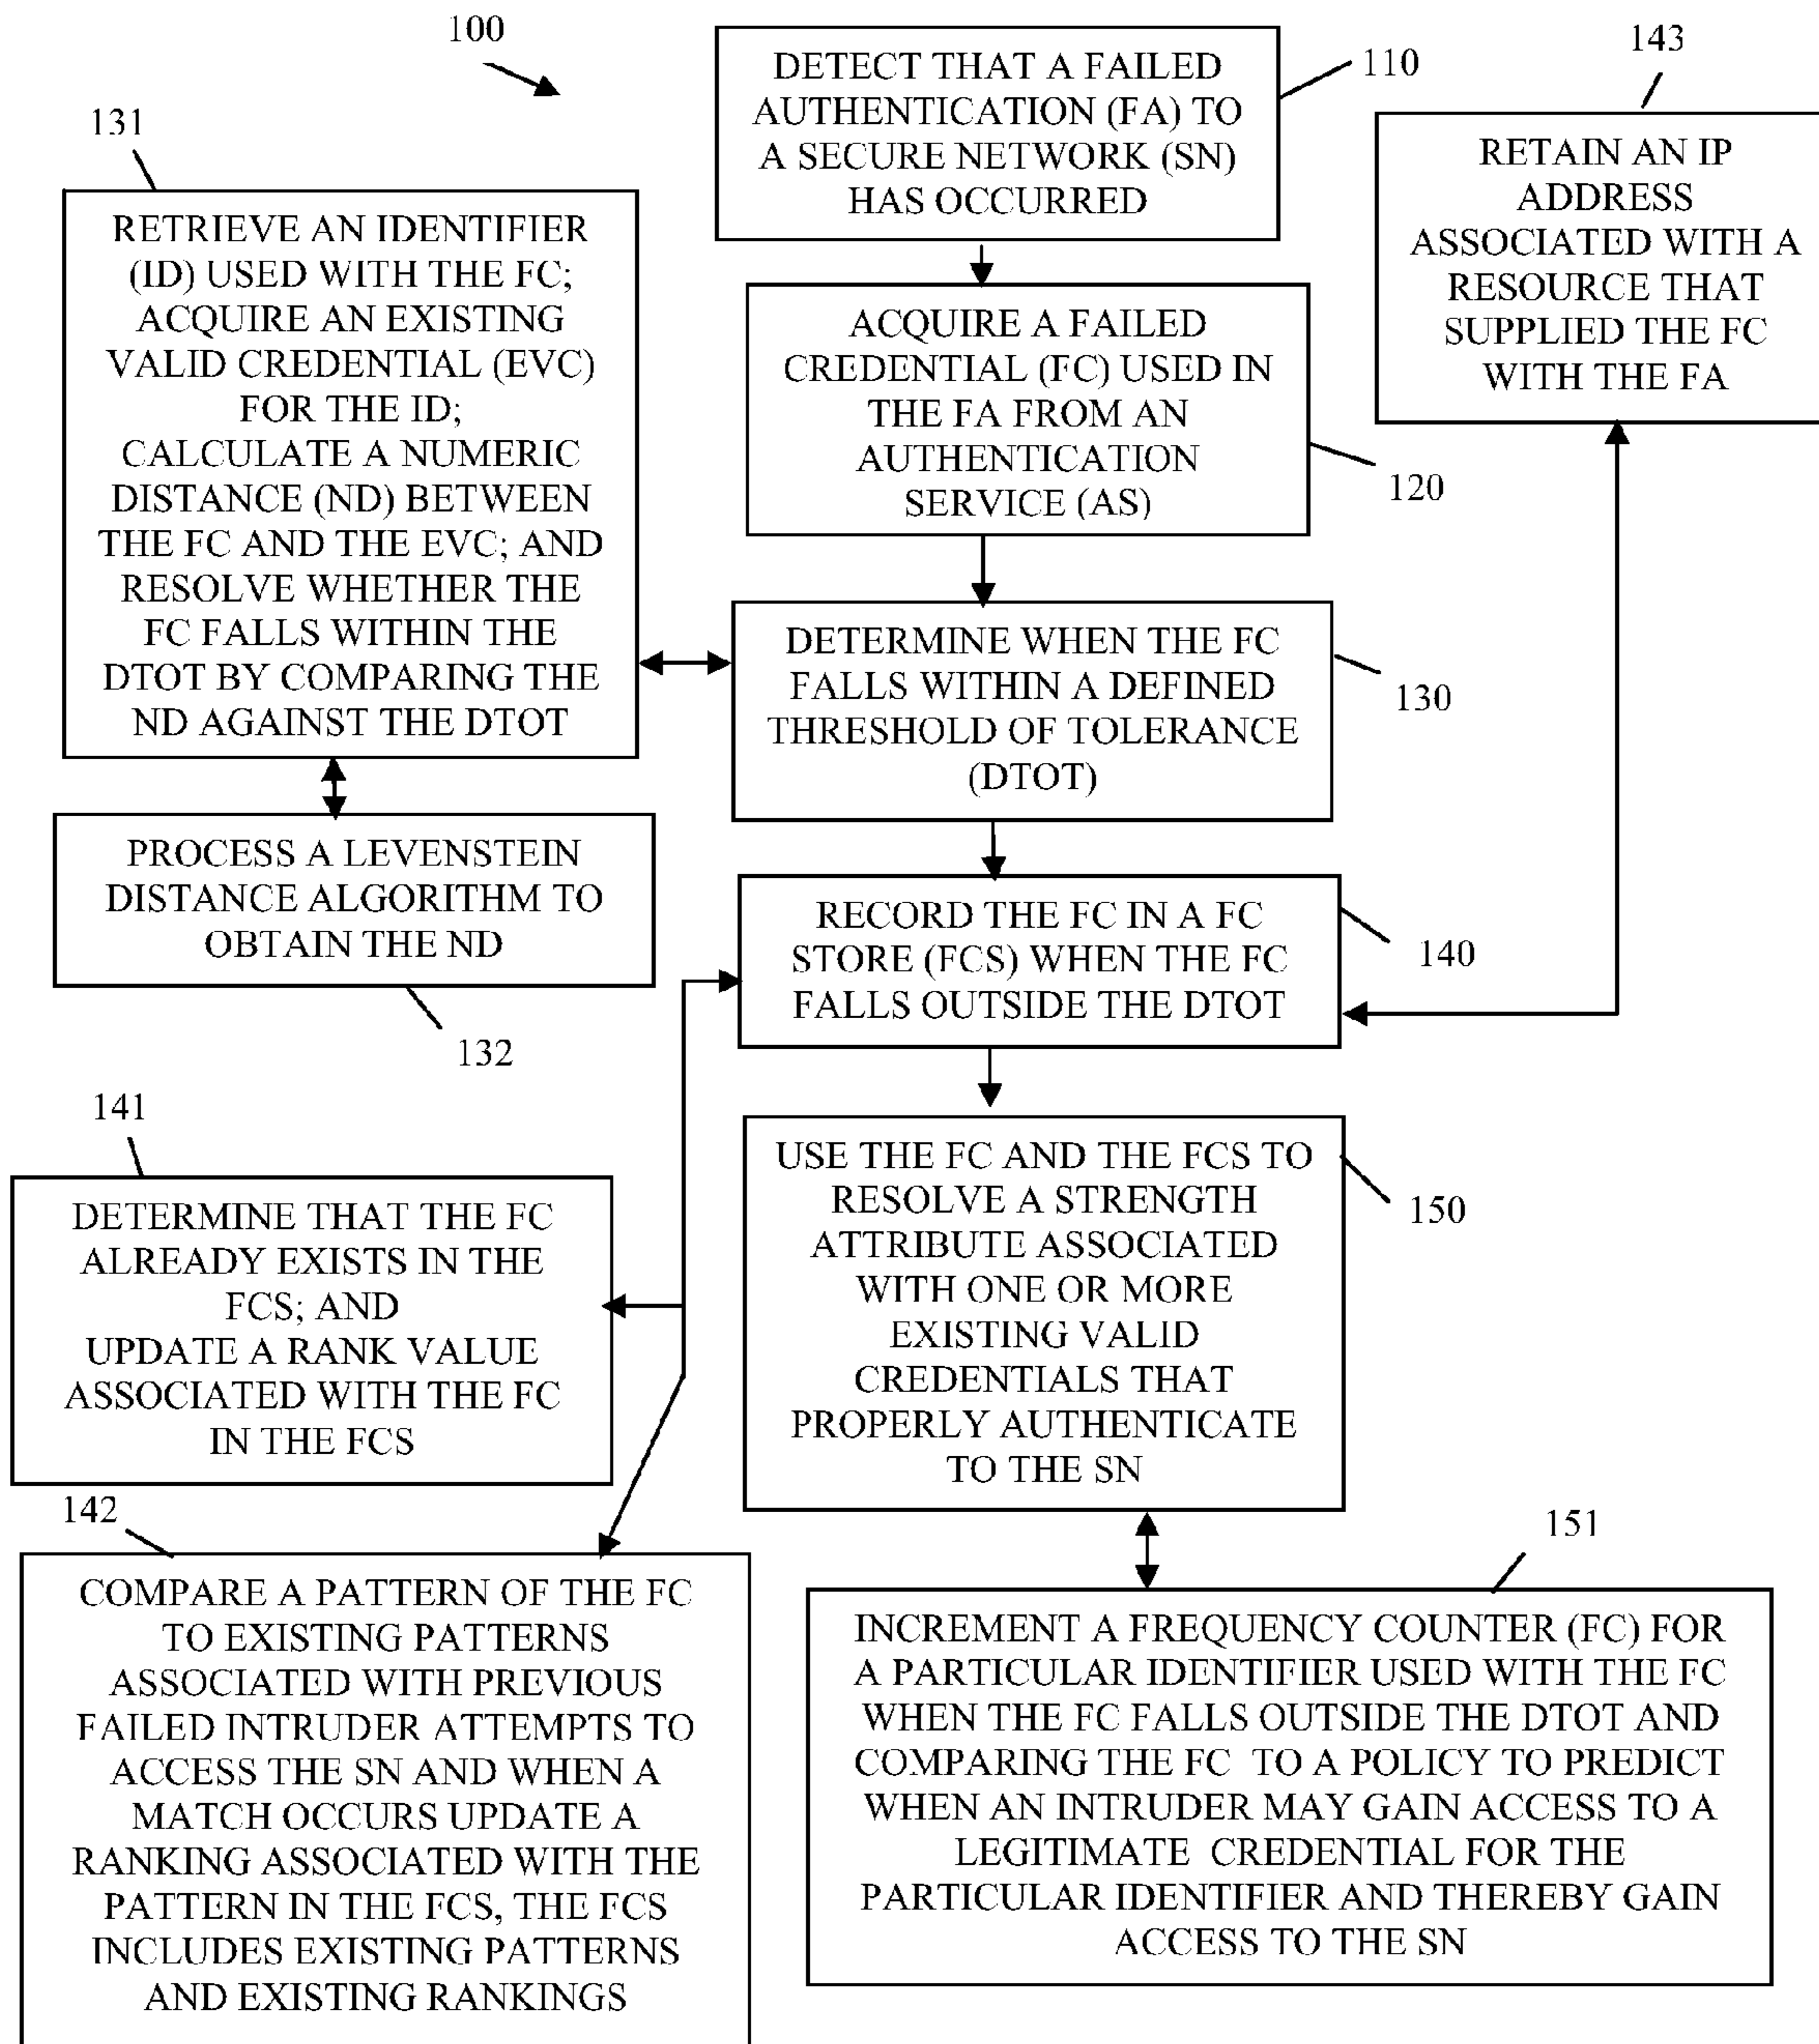 100
DETECT THAT A FAILED
AUTHENTICATION (FA) TO
A SECURE NETWORK (SN)
HAS OCCURRED
110
143
RETAIN AN IP
ADDRESS
ASSOCIATED WITH A
RESOURCE THAT
SUPPLIED THE FC
WITH THE FA
131
RETRIEVE AN IDENTIFIER
(ID) USED WITH THE FC;
ACQUIRE AN EXISTING
VALID CREDENTIAL (EVC)
FOR THE ID;
CALCULATE A NUMERIC
DISTANCE (ND) BETWEEN
THE FC AND THE EVC; AND
RESOLVE WHETHER THE
FC FALLS WITHIN THE
DTOT BY COMPARING THE
ND AGAINST THE DTOT
ACQUIRE A FAILED
CREDENTIAL (FC) USED IN
THE FA FROM AN
AUTHENTICATION
SERVICE (AS)
120
DETERMINE WHEN THE FC
FALLS WITHIN A DEFINED
THRESHOLD OF TOLERANCE
(DTOT)
130
PROCESS A LEVENSTEIN
DISTANCE ALGORITHM TO
OBTAIN THE ND
132
RECORD THE FC IN A FC
STORE (FCS) WHEN THE FC
FALLS OUTSIDE THE DTOT
140
141
DETERMINE THAT THE FC
ALREADY EXISTS IN THE
FCS; AND
UPDATE A RANK VALUE
ASSOCIATED WITH THE FC
IN THE FCS
USE THE FC AND THE FCS TO
RESOLVE A STRENGTH
ATTRIBUTE ASSOCIATED
WITH ONE OR MORE
EXISTING VALID
CREDENTIALS THAT
PROPERLY AUTHENTICATE
TO THE SN
150
142
COMPARE A PATTERN OF THE FC
TO EXISTING PATTERNS
ASSOCIATED WITH PREVIOUS
FAILED INTRUDER ATTEMPTS TO
ACCESS THE SN AND WHEN A
MATCH OCCURS UPDATE A
RANKING ASSOCIATED WITH THE
PATTERN IN THE FCS, THE FCS
INCLUDES EXISTING PATTERNS
AND EXISTING RANKINGS
151
INCREMENT A FREQUENCY COUNTER (FC) FOR
A PARTICULAR IDENTIFIER USED WITH THE FC
WHEN THE FC FALLS OUTSIDE THE DTOT AND
COMPARING THE FC TO A POLICY TO PREDICT
WHEN AN INTRUDER MAY GAIN ACCESS TO A
LEGITIMATE CREDENTIAL FOR THE
PARTICULAR IDENTIFIER AND THEREBY GAIN
ACCESS TO THE SN